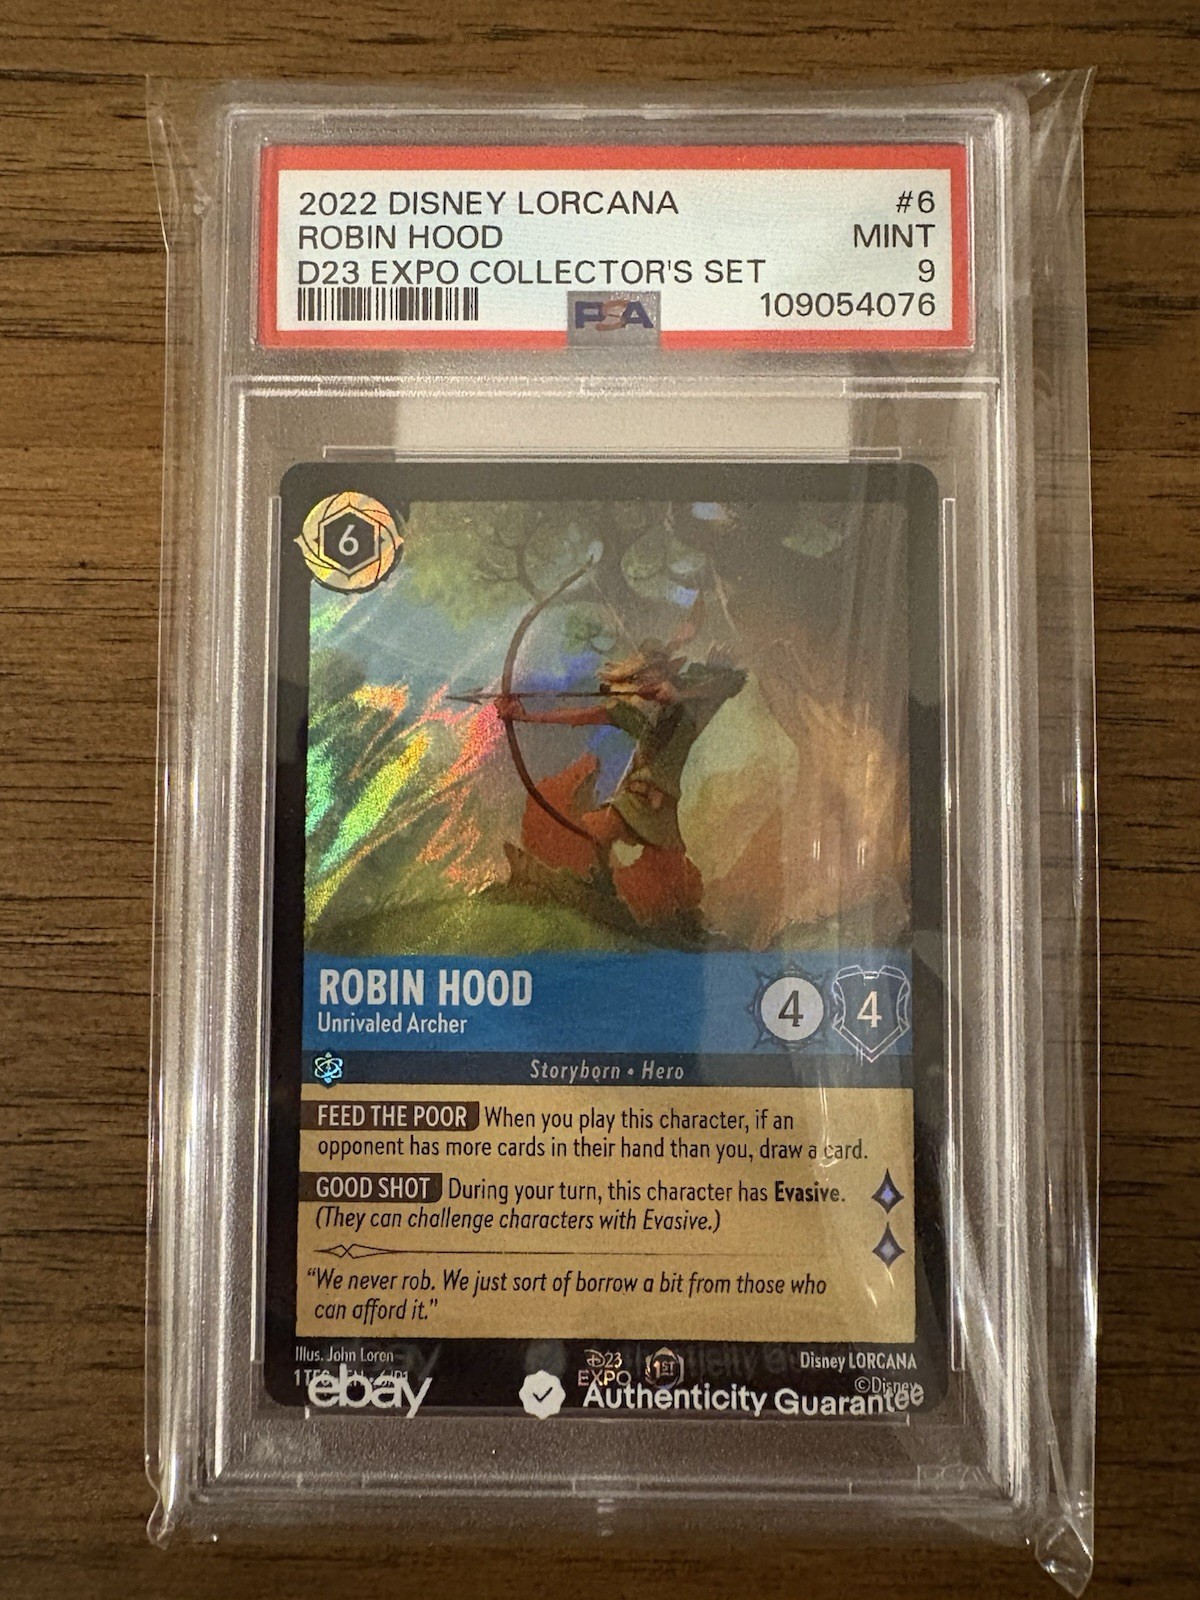 2022 DISNEY LORCANA #6
ROBIN HOOD MINT
D23 EXPO COLLECTOR'S SET 9
PSA 109054076
6
ROBIN HOOD
Unrivaled Archer
4 4
Storyborn • Hero
FEED THE POOR When you play this character, if an
opponent has more cards in their hand than you, draw a card.
GOOD SHOT During your turn, this character has Evasive.
(They can challenge characters with Evasive.)
"We never rob. We just sort of borrow a bit from those who
can afford it."
Illus. John Loren
D23
EXPO
1ST
Disney LORCANA
©Disney
ebay Authenticity Guarantee